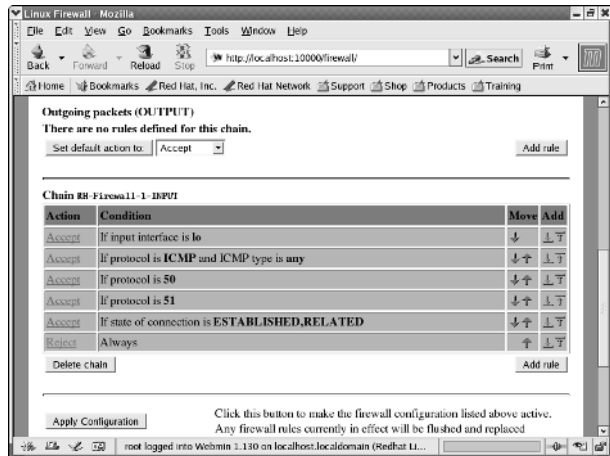 Linux Firewall - Mozilla
File Edit View Go Bookmarks Tools Window Help
Back Forward Reload Stop http://localhost:10000/firewall/ Search Print
Home Bookmarks Red Hat, Inc. Red Hat Network Support Shop Products Training
Outgoing packets (OUTPUT)
There are no rules defined for this chain.
Set default action to: Accept Add rule
Chain RH-Firewall-1-INPUT
Action Condition Move Add
Accept If input interface is lo
Accept If protocol is ICMP and ICMP type is any
Accept If protocol is 50
Accept If protocol is 51
Accept If state of connection is ESTABLISHED,RELATED
Reject Always
Delete chain Add rule
Apply Configuration Click this button to make the firewall configuration listed above active.
Any firewall rules currently in effect will be flushed and replaced
root logged into Webmin 1.130 on localhost.localdomain (Redhat Li...